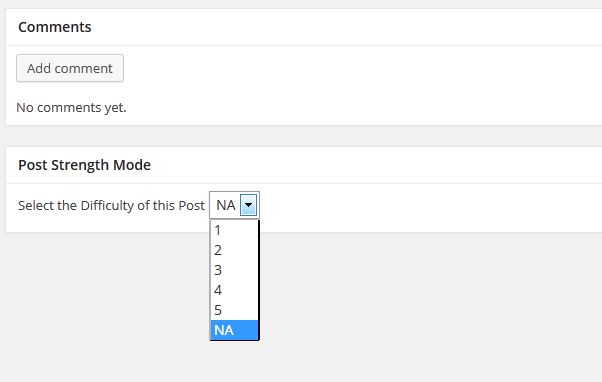 Comments
Add comment
No comments yet.
Post Strength Mode
Select the Difficulty of this Post NA
1
2
3
4
5
NA